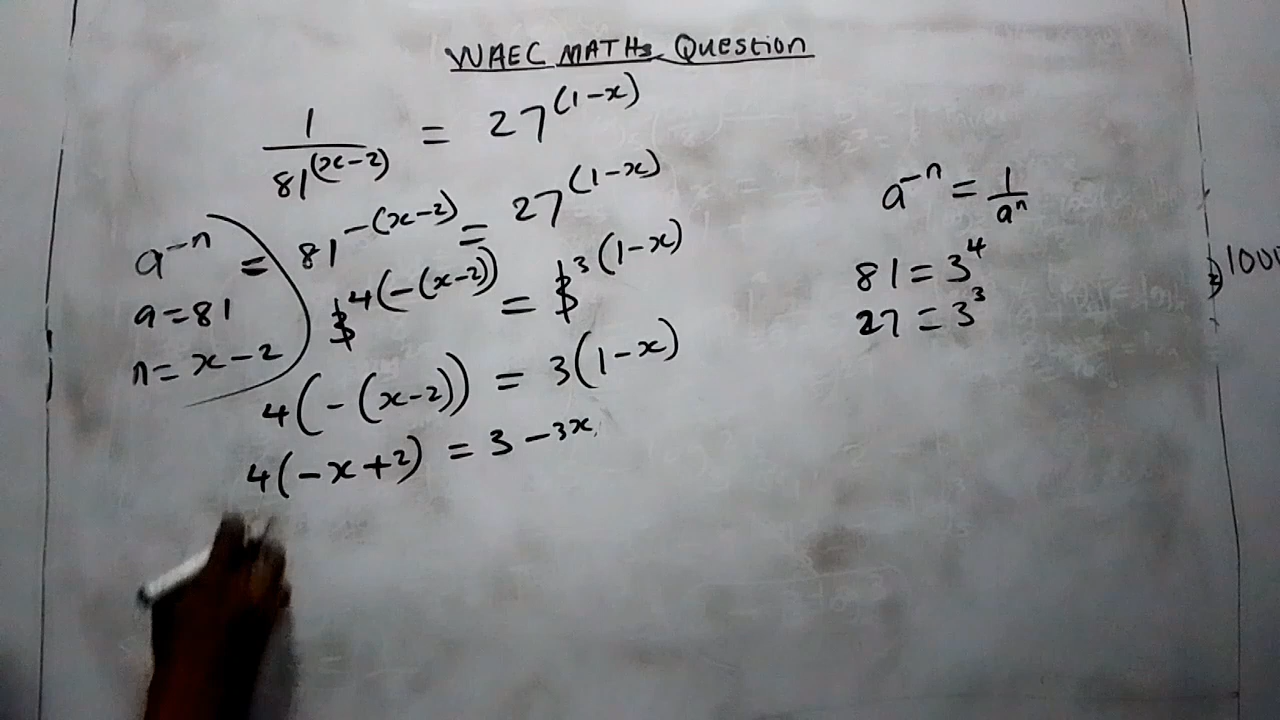 WAEC MATHS Question
1/81^(x-2) = 27^(1-x)
81^-(x-2) = 27^(1-x)
3^4(-(x-2)) = 3^3(1-x)
4(-(x-2)) = 3(1-x)
4(-x+2) = 3-3x
a^-n =
a=81
n=x-2
a^-n = 1/a^n
81=3^4
27=3^3